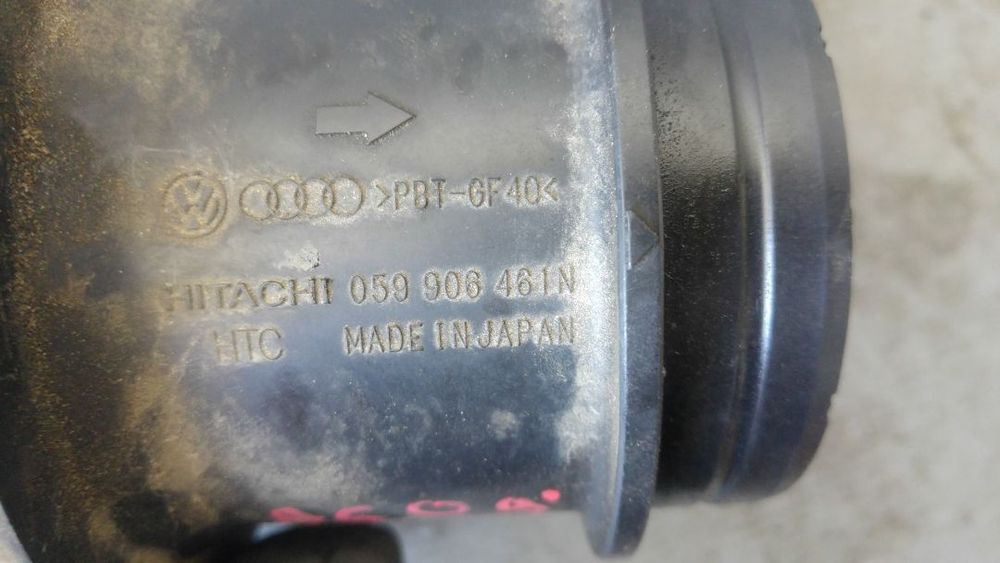 >PBT-GF40<
HITACHI 059 906 461N
HTC MADE IN JAPAN